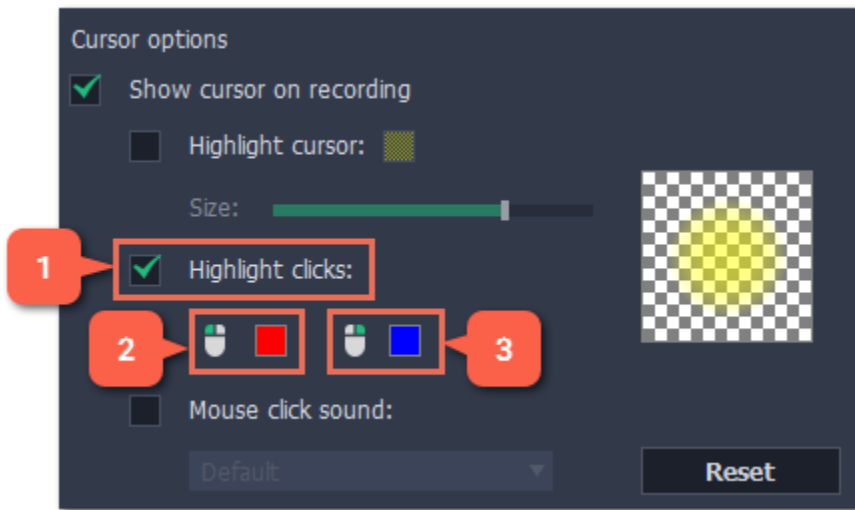 Cursor options
Show cursor on recording
Highlight cursor:
Size:
1
Highlight clicks:
2
3
Mouse click sound:
Default
Reset